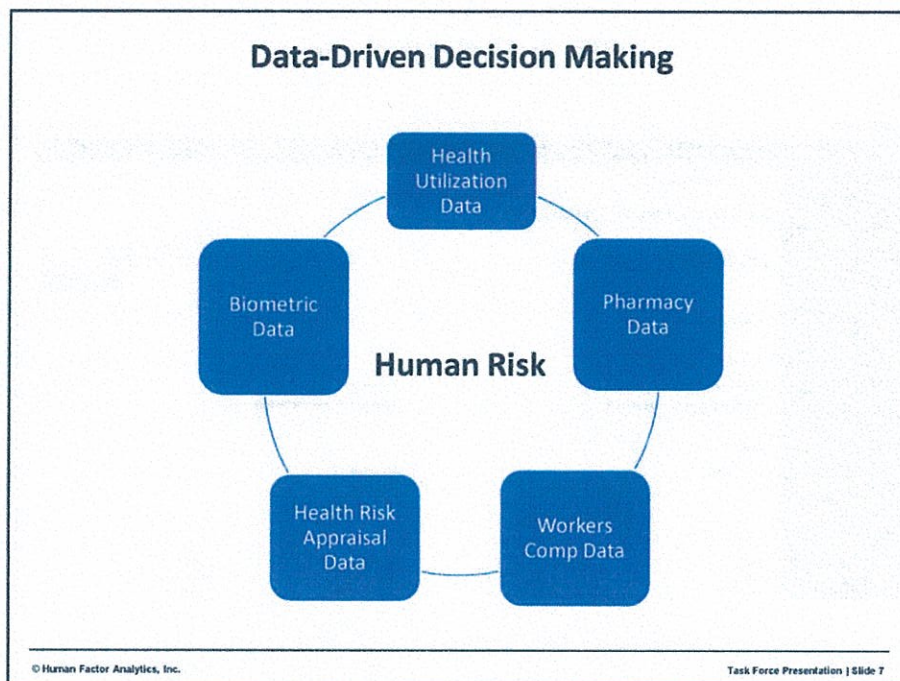 Data-Driven Decision Making
Health
Utilization
Data
Pharmacy
Data
Workers
Comp Data
Health Risk
Appraisal
Data
Biometric
Data
Human Risk
© Human Factor Analytics, Inc.
Task Force Presentation | Slide 7